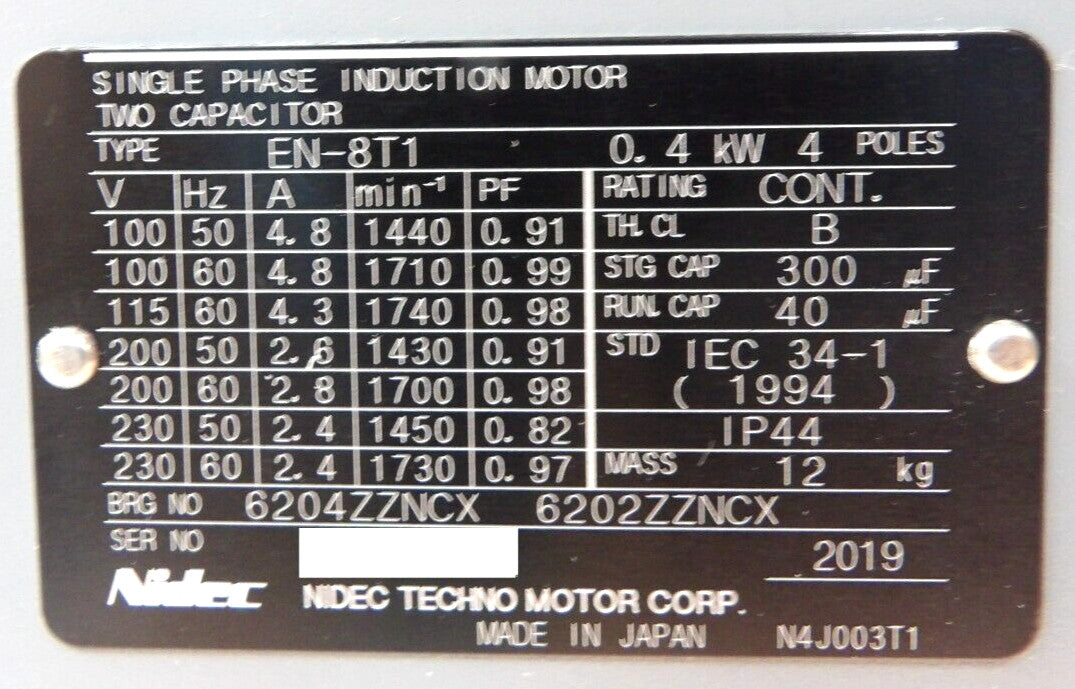 SINGLE PHASE INDUCTION MOTOR
TWO CAPACITOR
TYPE EN-8T1 0.4 kW 4 POLES
V Hz A min⁻¹ PF RATING CONT.
100 50 4.8 1440 0.91 TH.CL B
100 60 4.8 1710 0.99 STG CAP 300 μF
115 60 4.3 1740 0.98 RUN.CAP 40 μF
200 50 2.6 1430 0.91 STD IEC 34-1
200 60 2.8 1700 0.98 ( 1994 )
230 50 2.4 1450 0.82 IP44
230 60 2.4 1730 0.97 MASS 12 kg
BRG NO 6204ZZNCX 6202ZZNCX
SER NO 2019
Nidec NIDEC TECHNO MOTOR CORP.
MADE IN JAPAN N4J003T1